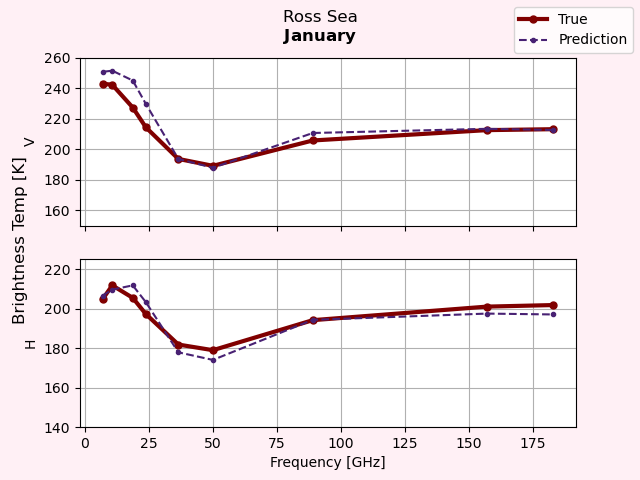 Ross Sea
January
True
Prediction
260
240
220
200
180
160
V
220
200
180
160
140
H
Brightness Temp [K]
0 25 50 75 100 125 150 175
Frequency [GHz]